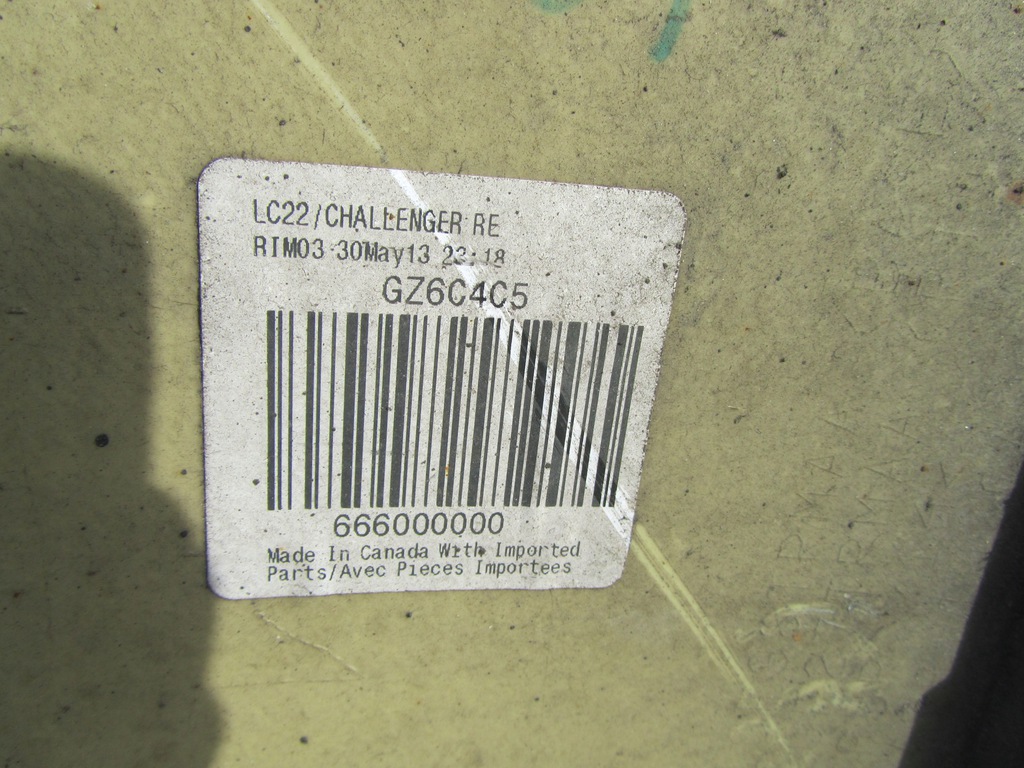 LC22/CHALLENGER RE
RIM03 30May13 23:18
GZ6C4C5
666000000
Made In Canada With Imported
Parts/Avec Pieces Importees